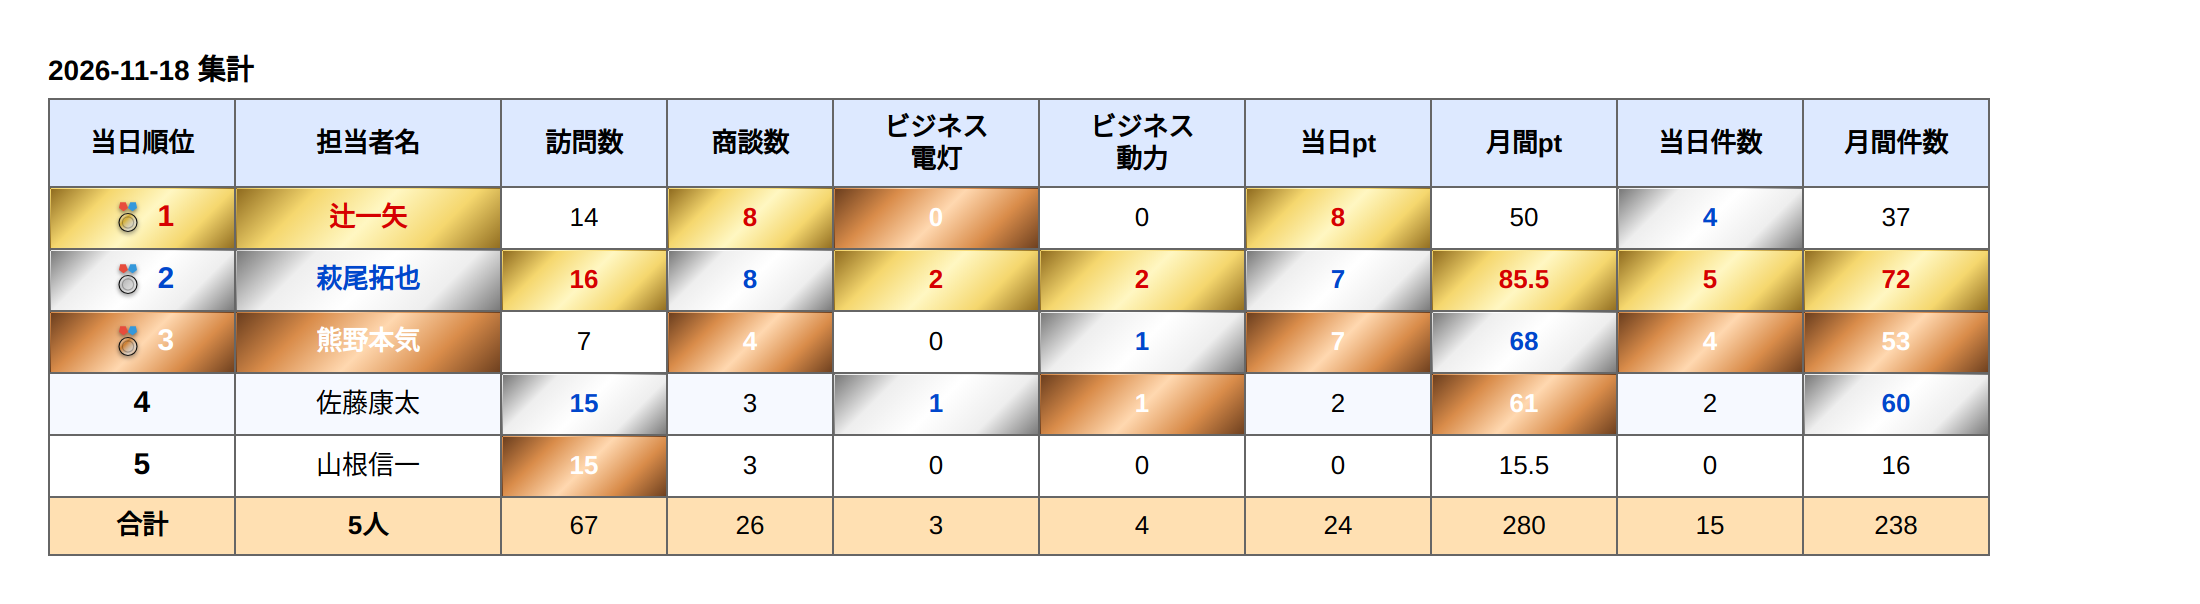 2026-11-18 集計
当日順位 担当者名 訪問数 商談数 ビジネス電灯 ビジネス動力 当日pt 月間pt 当日件数 月間件数
1 辻一矢 14 8 0 0 8 50 4 37
2 萩尾拓也 16 8 2 2 7 85.5 5 72
3 熊野本気 7 4 0 1 7 68 4 53
4 佐藤康太 15 3 1 1 2 61 2 60
5 山根信一 15 3 0 0 0 15.5 0 16
合計 5人 67 26 3 4 24 280 15 238